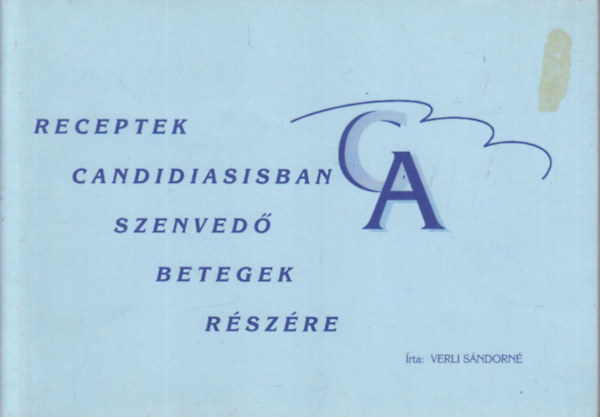 RECEPTEK
CANDIDIASISBAN
SZENVEDŐ
BETEGEK
RÉSZÉRE
CA
Írta: VERLI SÁNDORNÉ